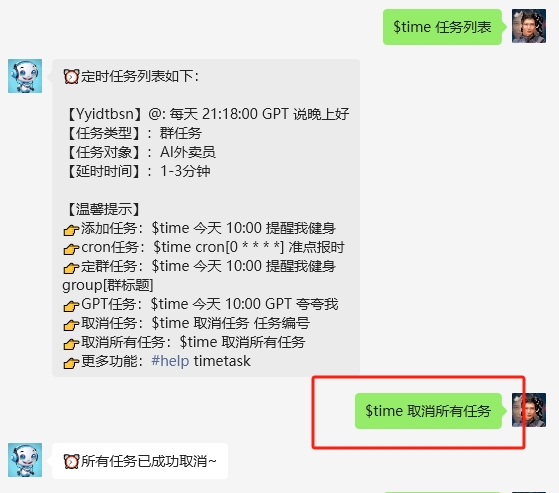 $time 任务列表
⏰定时任务列表如下：
【Yyidtbsn】@: 每天 21:18:00 GPT 说晚上好
【任务类型】：群任务
【任务对象】：AI外卖员
【延时时间】：1-3分钟
【温馨提示】
👉添加任务：$time 今天 10:00 提醒我健身
👉cron任务：$time cron[0 * * * *] 准点报时
👉定群任务：$time 今天 10:00 提醒我健身
group[群标题]
👉GPT任务：$time 今天 10:00 GPT 夸夸我
👉取消任务：$time 取消任务 任务编号
👉取消所有任务：$time 取消所有任务
👉更多功能：#help timetask
$time 取消所有任务
⏰所有任务已成功取消~